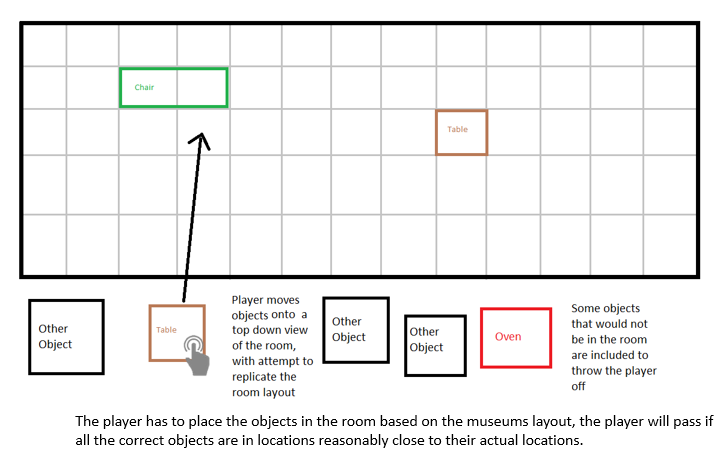 Chair
Table
Other
Object
Table
Player moves
objects onto a
top down view
of the room,
with attempt to
replicate the
room layout
Other
Object
Other
Object
Oven
Some objects
that would not
be in the room
are included to
throw the player
off
The player has to place the objects in the room based on the museums layout, the player will pass if
all the correct objects are in locations reasonably close to their actual locations.